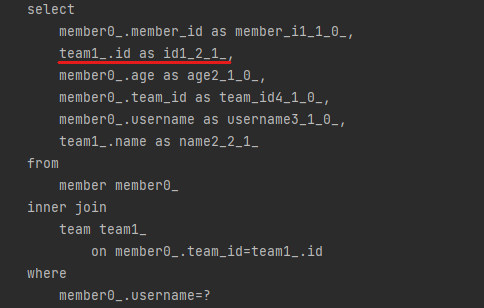 select
member0_.member_id as member_i1_1_0_,
team1_.id as id1_2_1_,
member0_.age as age2_1_0_,
member0_.team_id as team_id4_1_0_,
member0_.username as username3_1_0_,
team1_.name as name2_2_1_
from
member member0_
inner join
team team1_
on member0_.team_id=team1_.id
where
member0_.username=?